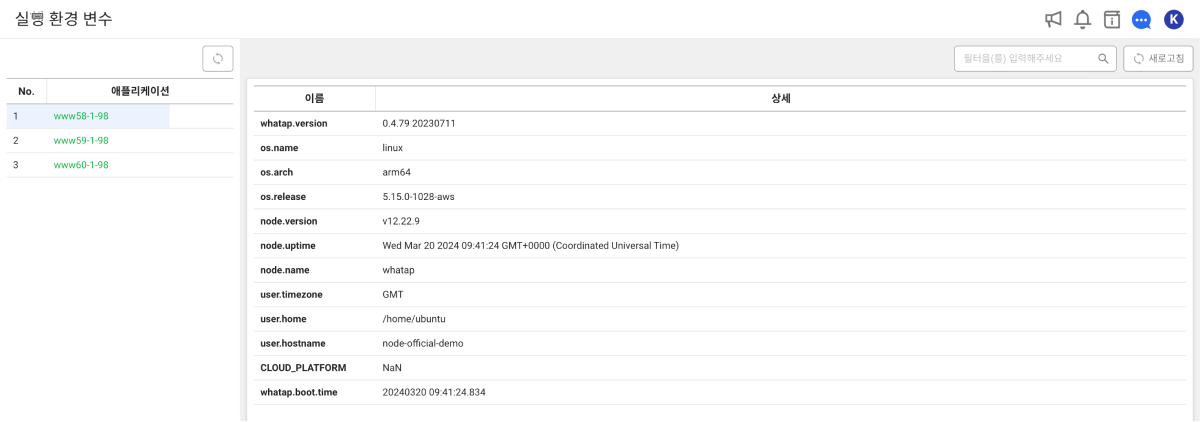 실행 환경 변수
K
필터을(를) 입력해주세요
새로고침
No. 애플리케이션
1 www58-1-98
2 www59-1-98
3 www60-1-98
이름 상세
whatap.version 0.4.79 20230711
os.name linux
os.arch arm64
os.release 5.15.0-1028-aws
node.version v12.22.9
node.uptime Wed Mar 20 2024 09:41:24 GMT+0000 (Coordinated Universal Time)
node.name whatap
user.timezone GMT
user.home /home/ubuntu
user.hostname node-official-demo
CLOUD_PLATFORM NaN
whatap.boot.time 20240320 09:41:24.834